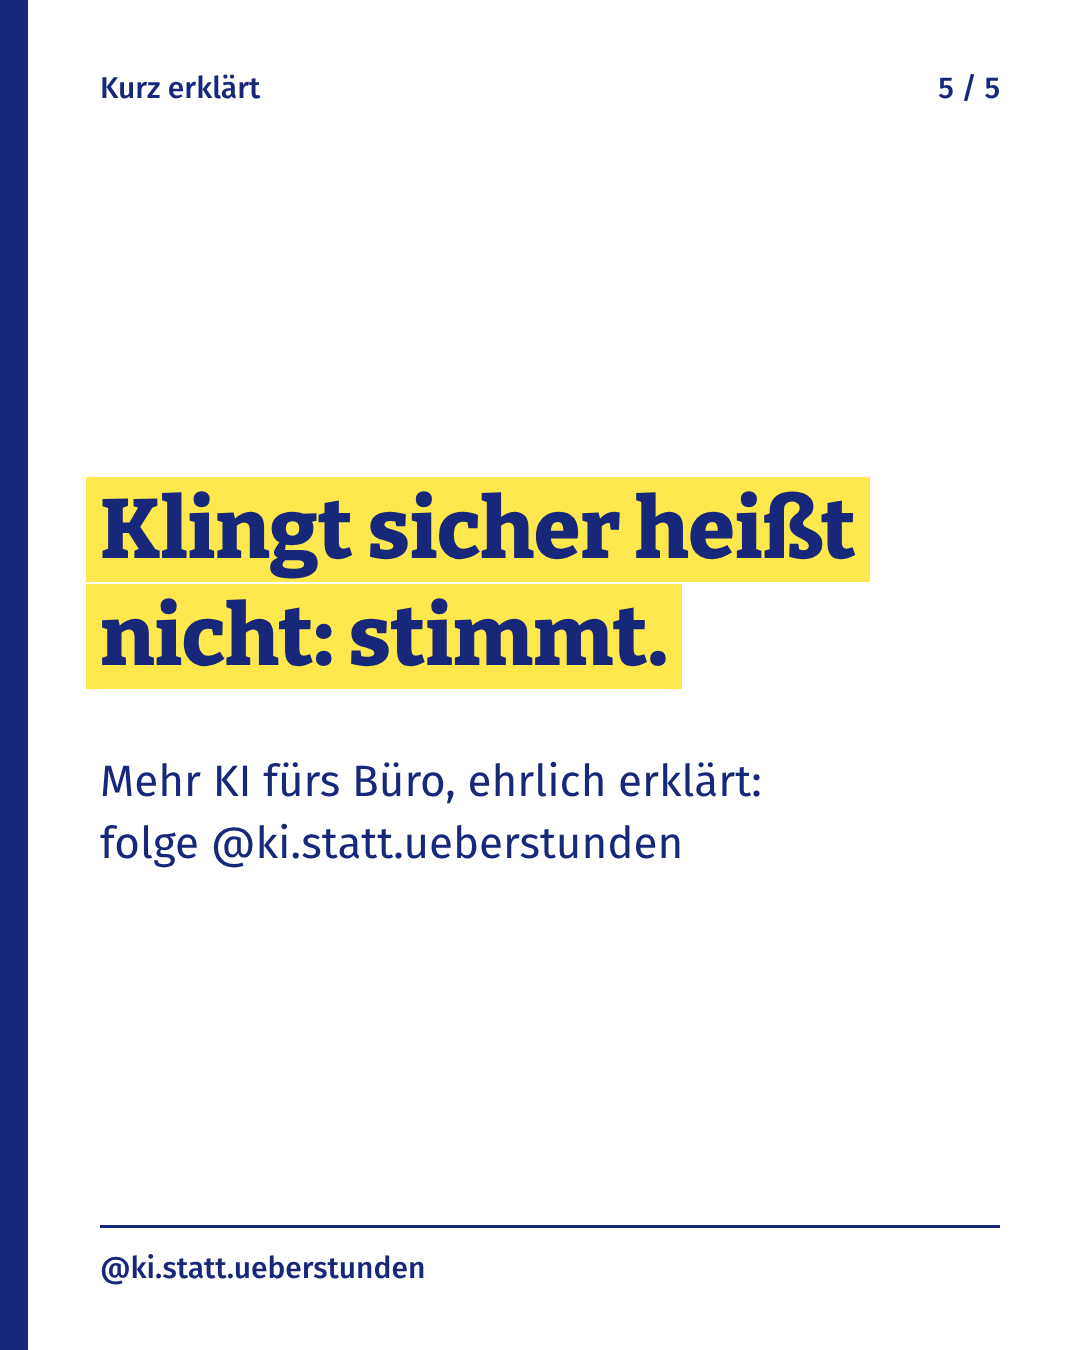 Kurz erklärt
5 / 5
Klingt sicher heißt
nicht: stimmt.
Mehr KI fürs Büro, ehrlich erklärt:
folge @ki.statt.ueberstunden
@ki.statt.ueberstunden